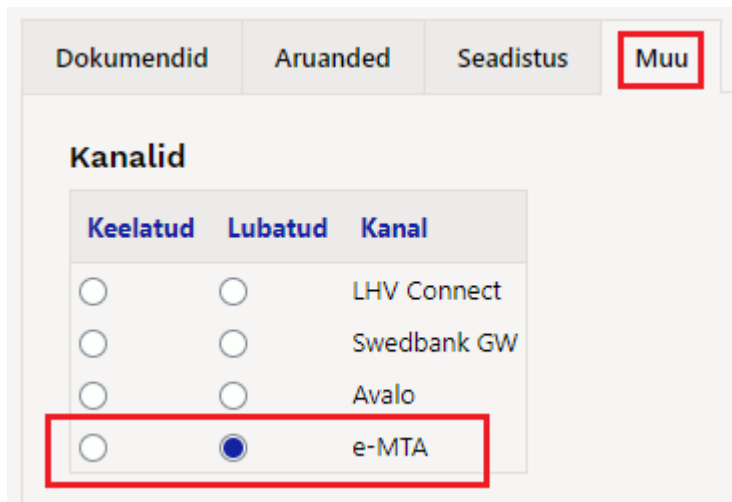 Dokumendid Aruanded Seadistus Muu
Kanalid
Keelatud Lubatud Kanal
LHV Connect
Swedbank GW
Avalo
e-MTA